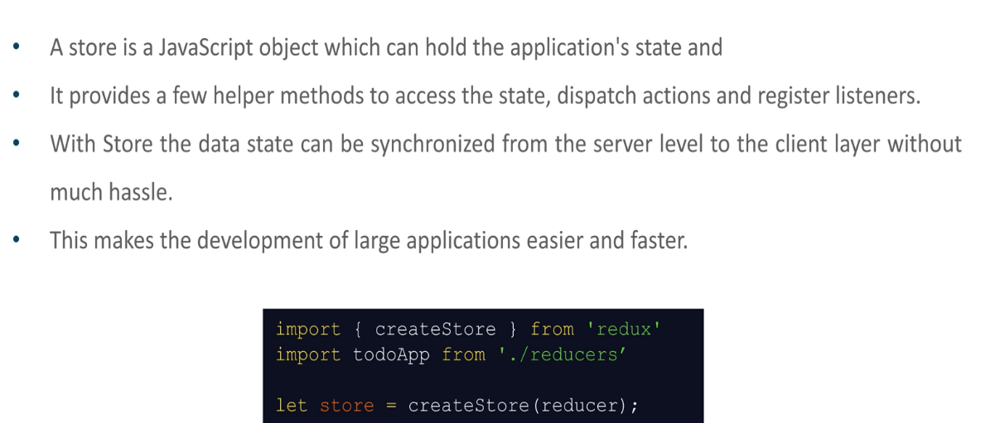 • A store is a JavaScript object which can hold the application's state and
• It provides a few helper methods to access the state, dispatch actions and register listeners.
• With Store the data state can be synchronized from the server level to the client layer without
much hassle.
• This makes the development of large applications easier and faster.
import { createStore } from 'redux'
import todoApp from './reducers’
let store = createStore(reducer);